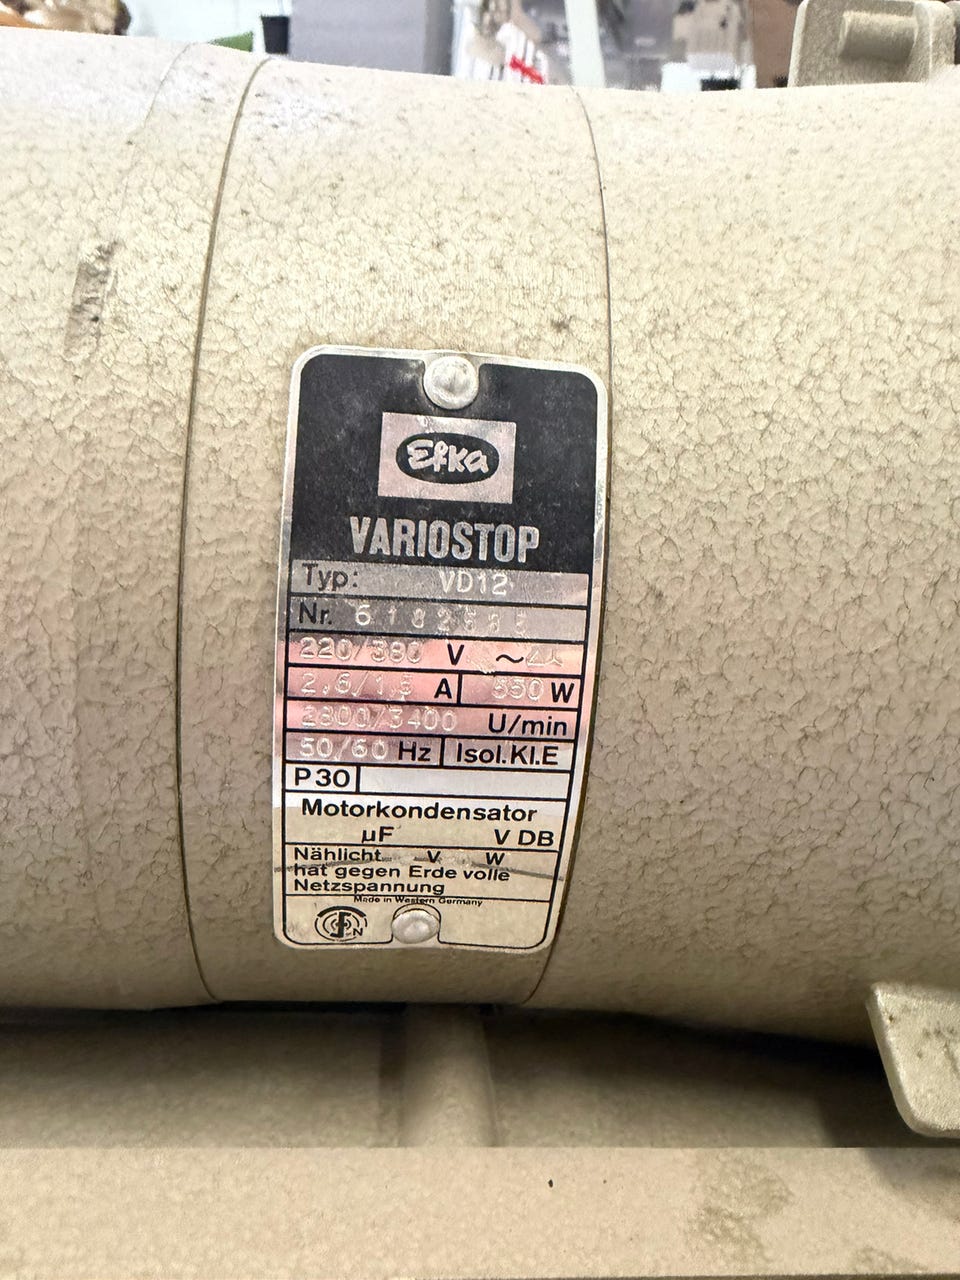 Efka
VARIOSTOP
Typ: VD12
Nr.
220/380 V ~
A 550 W
2800/3400 U/min
50/60 Hz Isol.Kl.E
P30
Motorkondensator
µF V DB
Nählicht V W
hat gegen Erde volle
Netzspannung
Made in Western Germany